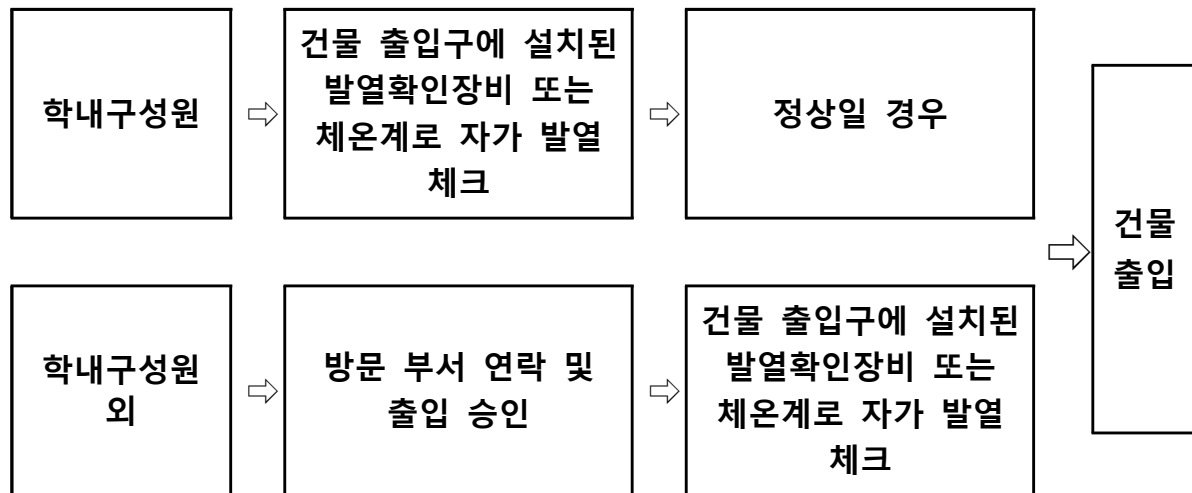 학내구성원
건물 출입구에 설치된
발열확인장비 또는
체온계로 자가 발열
체크
정상일 경우
학내구성원
외
방문 부서 연락 및
출입 승인
건물 출입구에 설치된
발열확인장비 또는
체온계로 자가 발열
체크
건물
출입